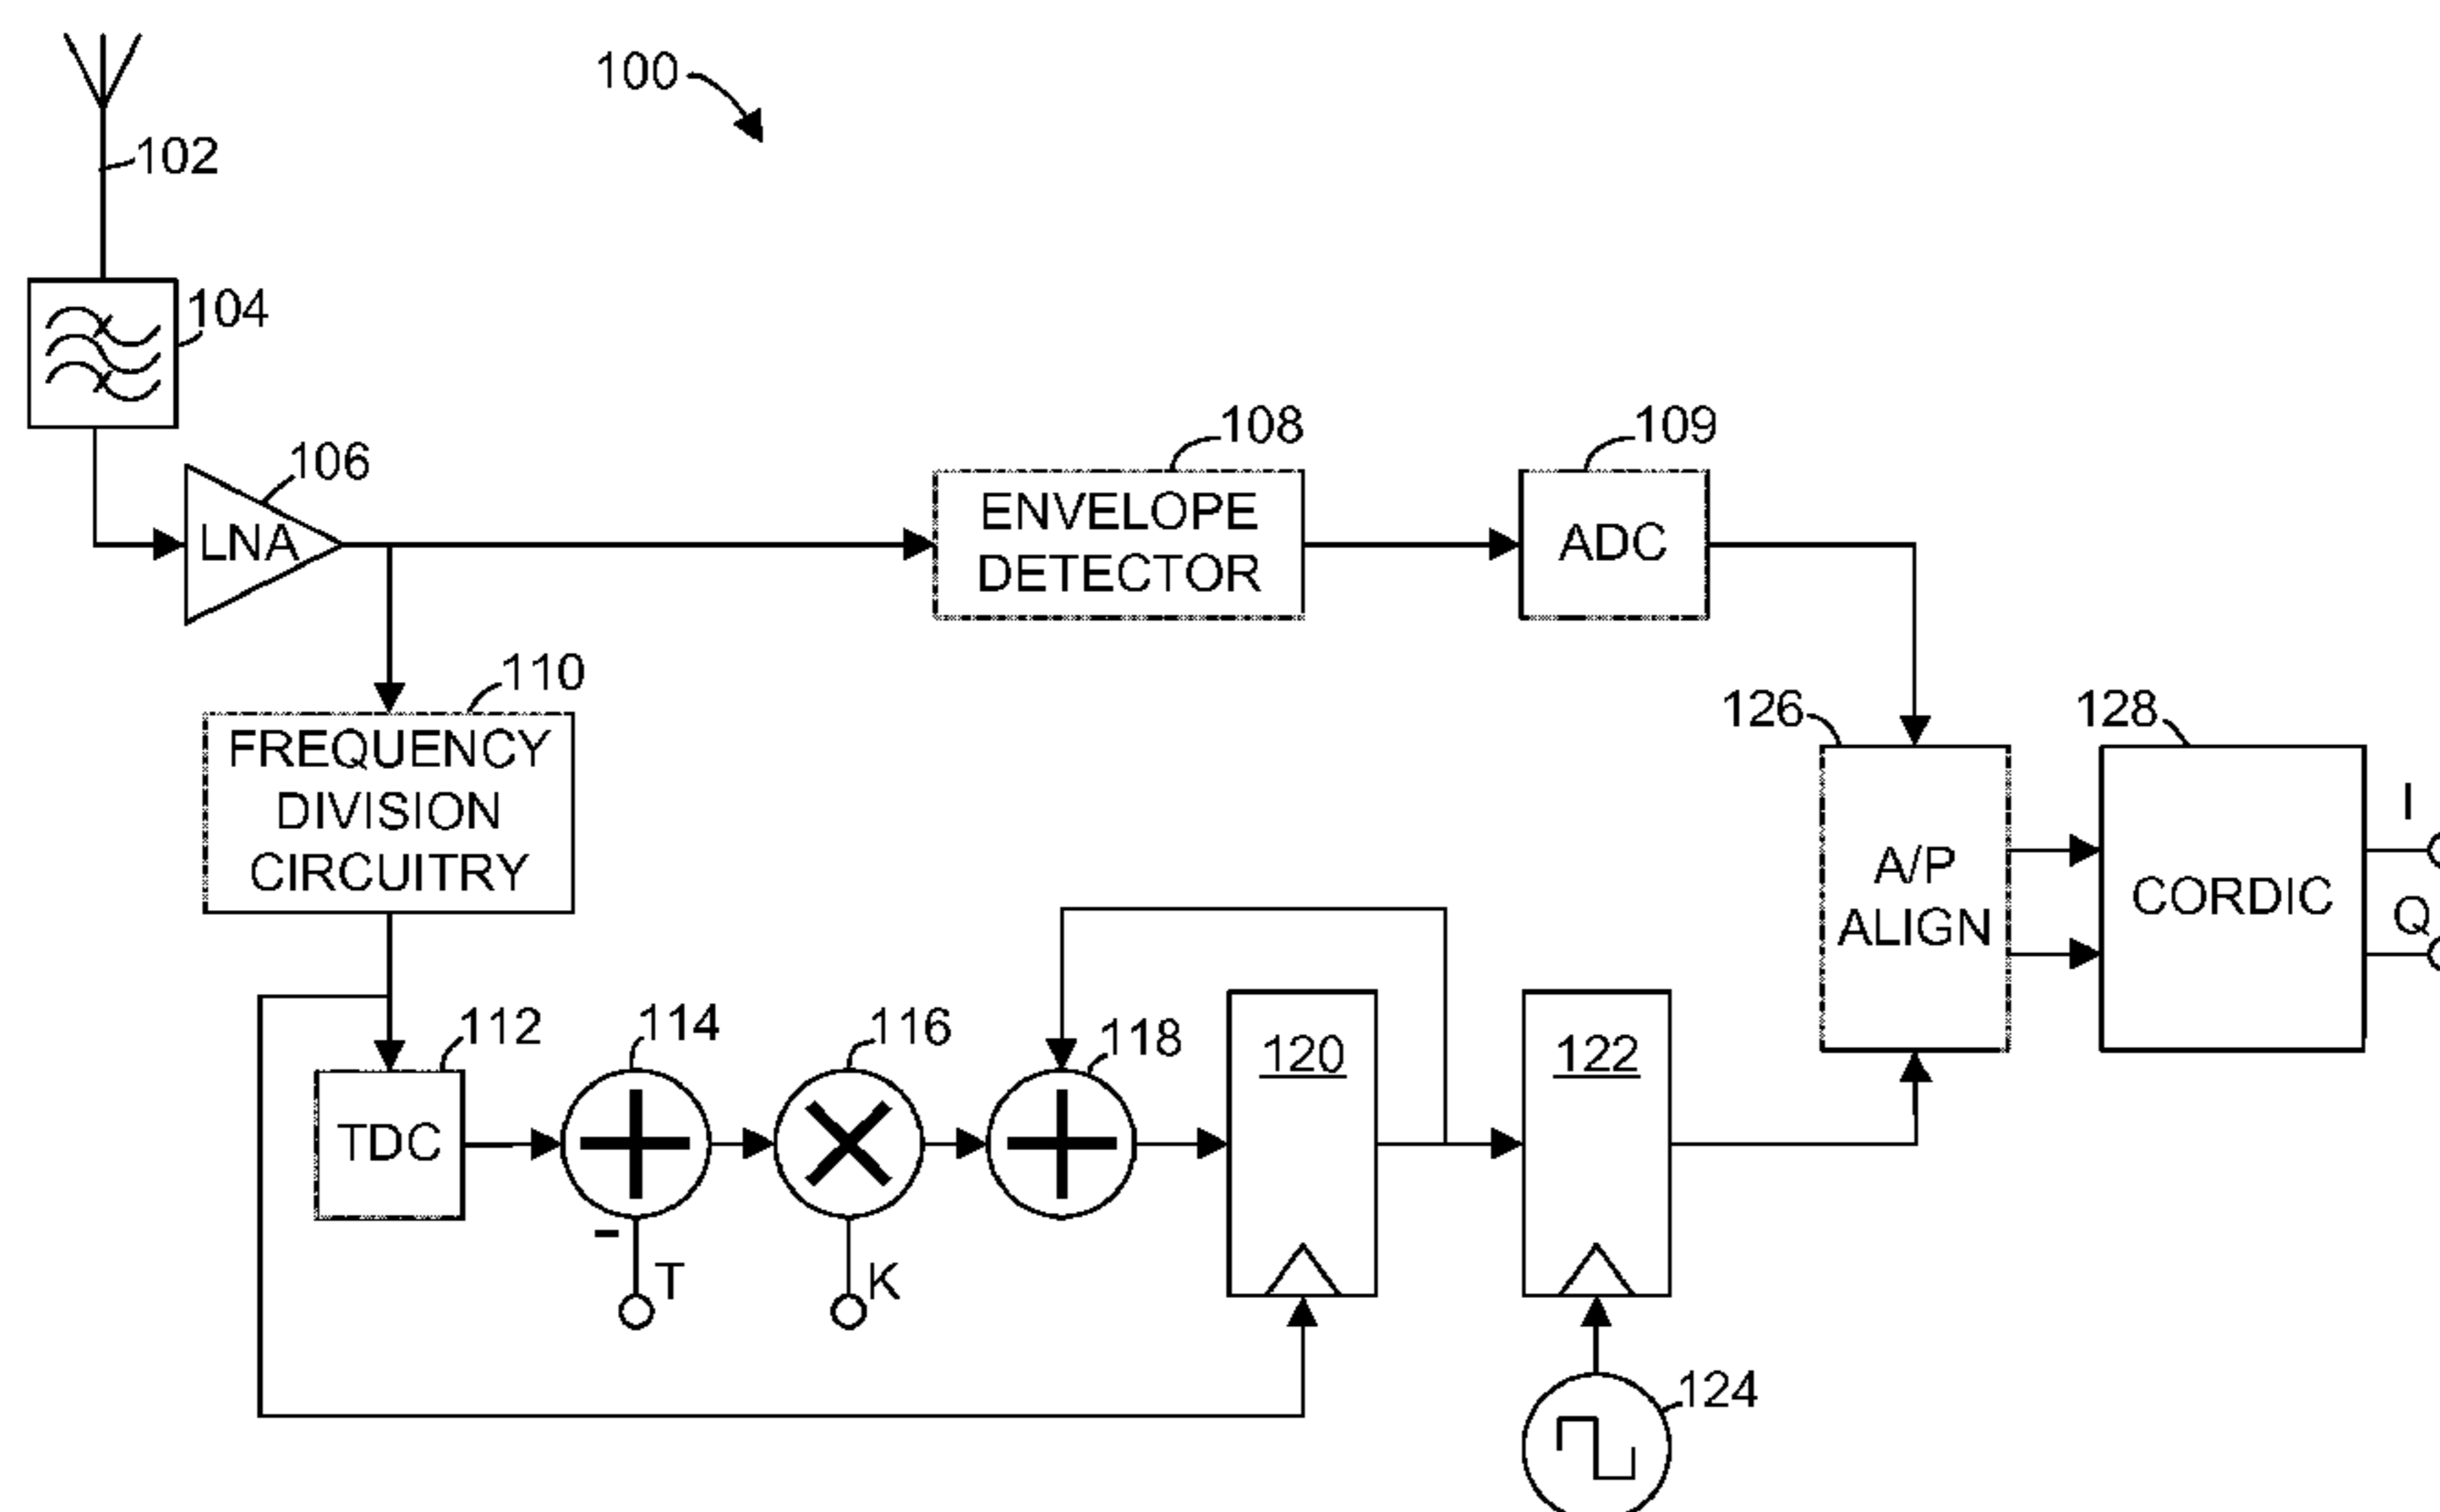 100
102
104
106
LNA
108
ENVELOPE
DETECTOR
109
ADC
110
FREQUENCY
DIVISION
CIRCUITRY
126
A/P
ALIGN
128
CORDIC
I
Q
112
TDC
114
-
T
116
K
118
120
122
124